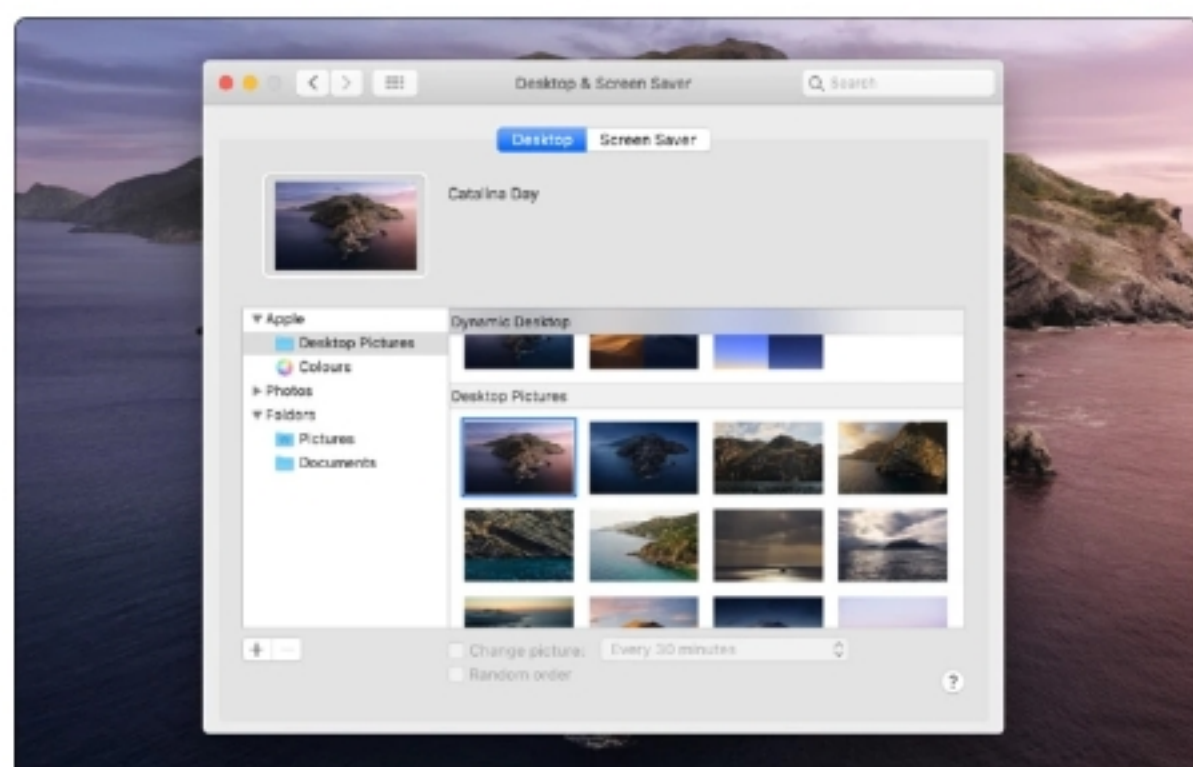 Desktop & Screen Saver
Search
Desktop
Screen Saver
Catalina Day
Apple
Desktop Pictures
Colours
Photos
Folders
Pictures
Documents
Dynamic Desktop
Desktop Pictures
+
−
Change picture:
Every 30 minutes
Random order
?